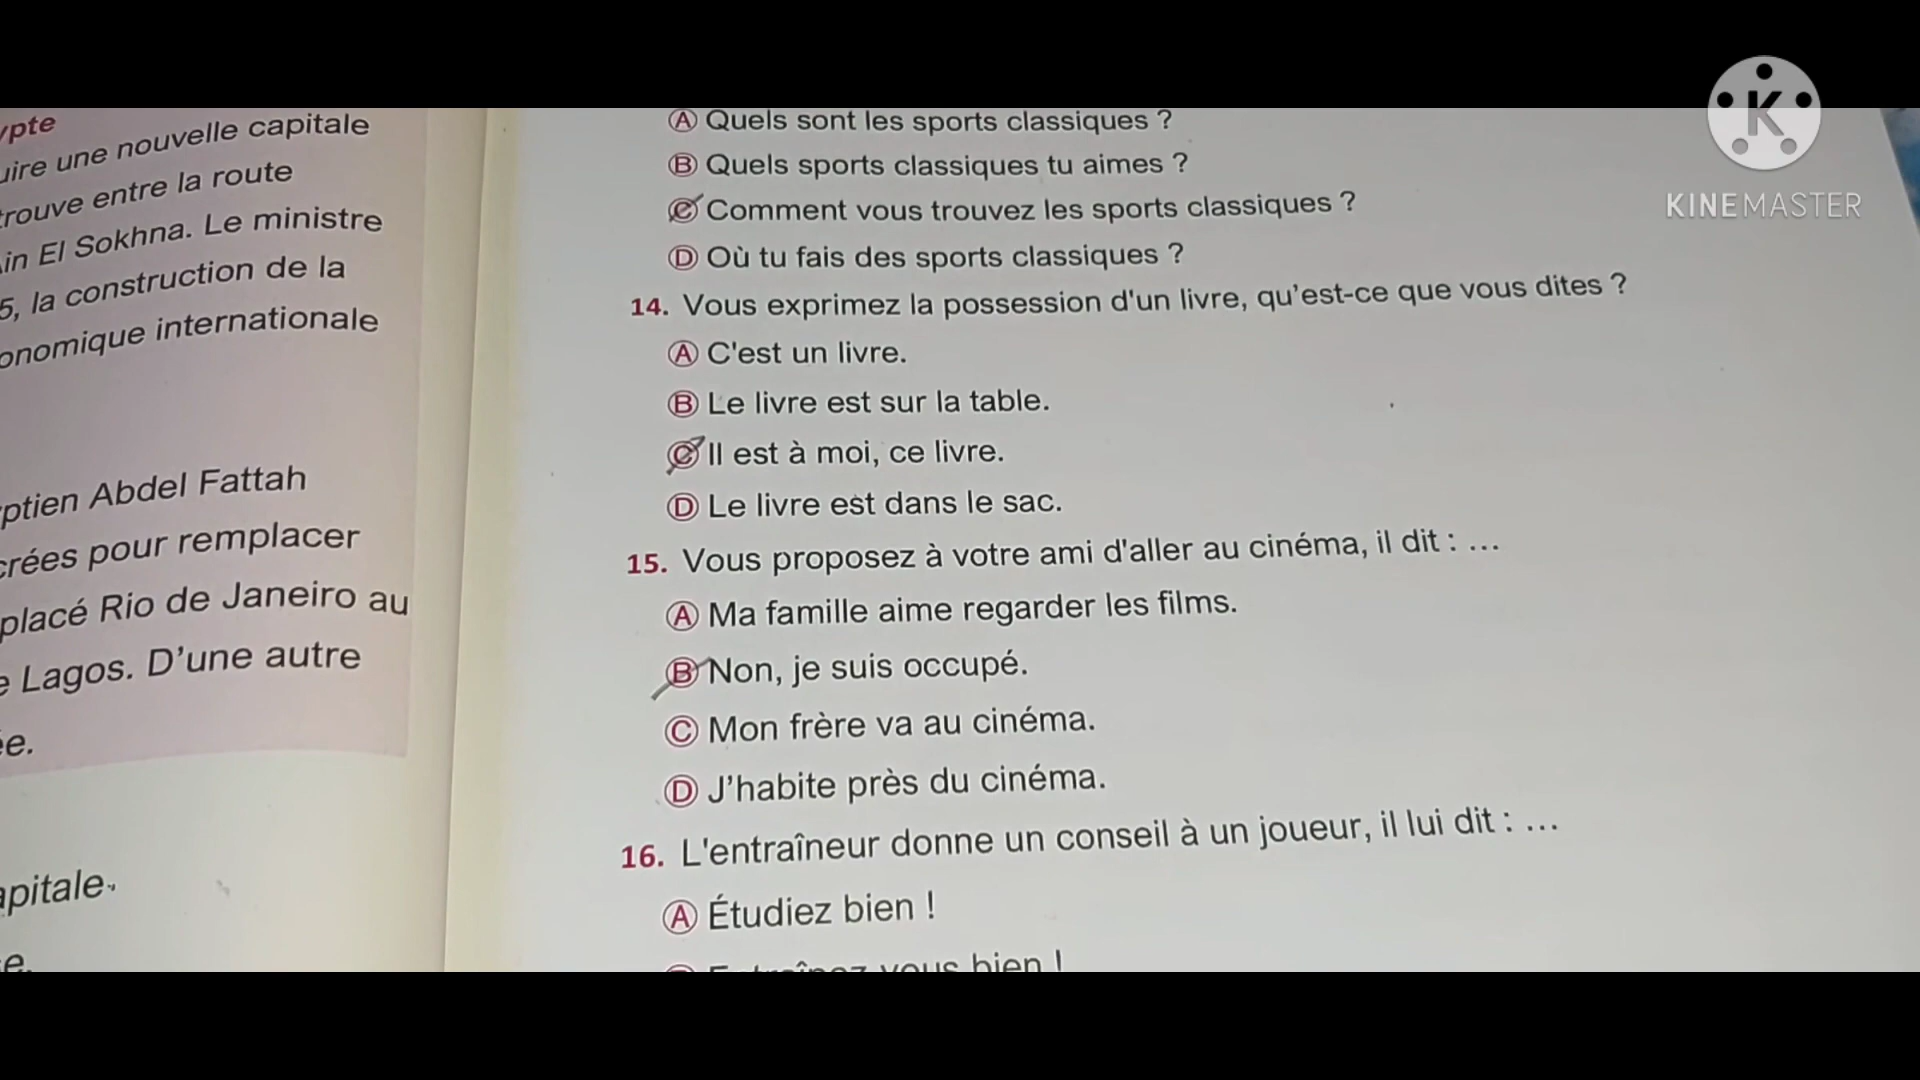 ypte
uire une nouvelle capitale
trouve entre la route
in El Sokhna. Le ministre
5, la construction de la
onomique internationale
ptien Abdel Fattah
crées pour remplacer
placé Rio de Janeiro au
e Lagos. D’une autre
ée.
apitale.
e.
A Quels sont les sports classiques ?
B Quels sports classiques tu aimes ?
C Comment vous trouvez les sports classiques ?
D Où tu fais des sports classiques ?
14. Vous exprimez la possession d'un livre, qu’est-ce que vous dites ?
A C'est un livre.
B Le livre est sur la table.
C Il est à moi, ce livre.
D Le livre est dans le sac.
15. Vous proposez à votre ami d'aller au cinéma, il dit : ...
A Ma famille aime regarder les films.
B Non, je suis occupé.
C Mon frère va au cinéma.
D J’habite près du cinéma.
16. L'entraîneur donne un conseil à un joueur, il lui dit : ...
A Étudiez bien !
vous bien !
K
KINEMASTER